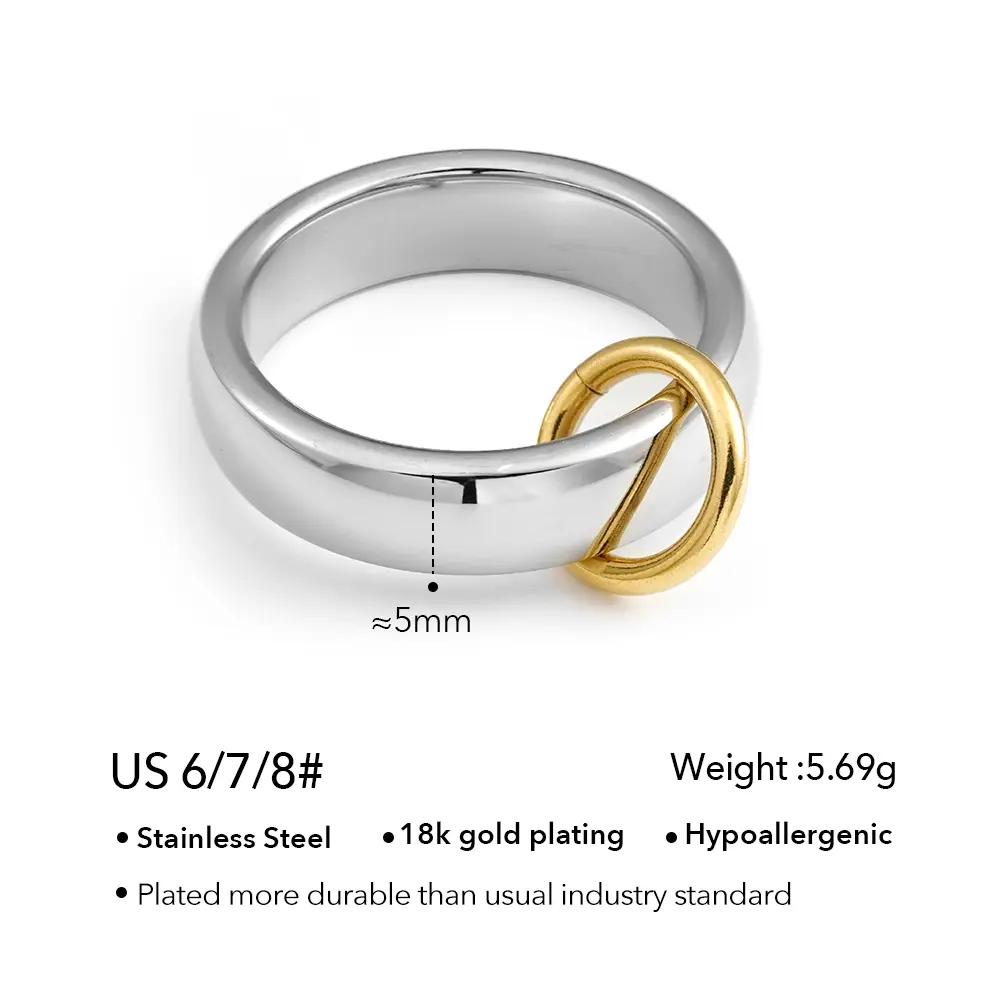 ≈5mm
US 6/7/8#
Weight :5.69g
• Stainless Steel
•18k gold plating
• Hypoallergenic
• Plated more durable than usual industry standard